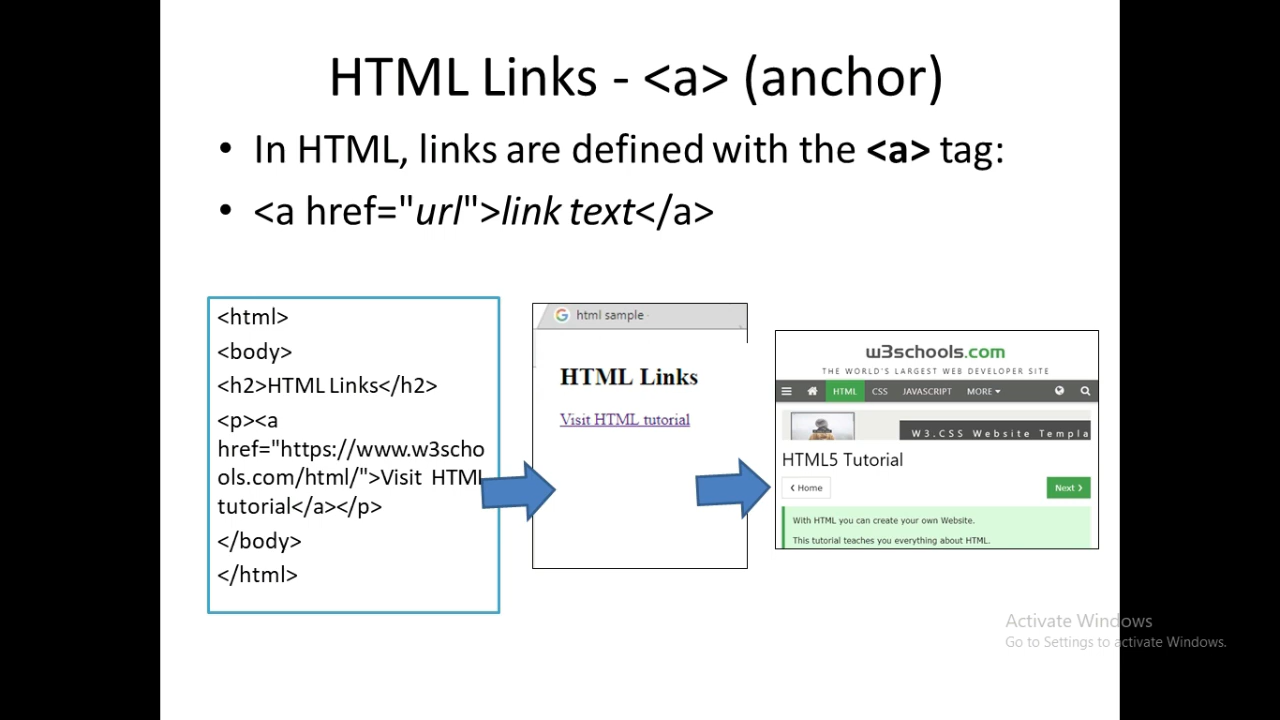 HTML Links - <a> (anchor)
• In HTML, links are defined with the <a> tag:
• <a href="url">link text</a>
<html>
<body>
<h2>HTML Links</h2>
<p><a
href="https://www.w3scho
ols.com/html/">Visit HTML
tutorial</a></p>
</body>
</html>
html sample
HTML Links
Visit HTML tutorial
w3schools.com
THE WORLD'S LARGEST WEB DEVELOPER SITE
HTML CSS JAVASCRIPT MORE
W3.CSS Website Templa
HTML5 Tutorial
❮ Home Next ❯
With HTML you can create your own Website.
This tutorial teaches you everything about HTML.
Activate Windows
Go to Settings to activate Windows.